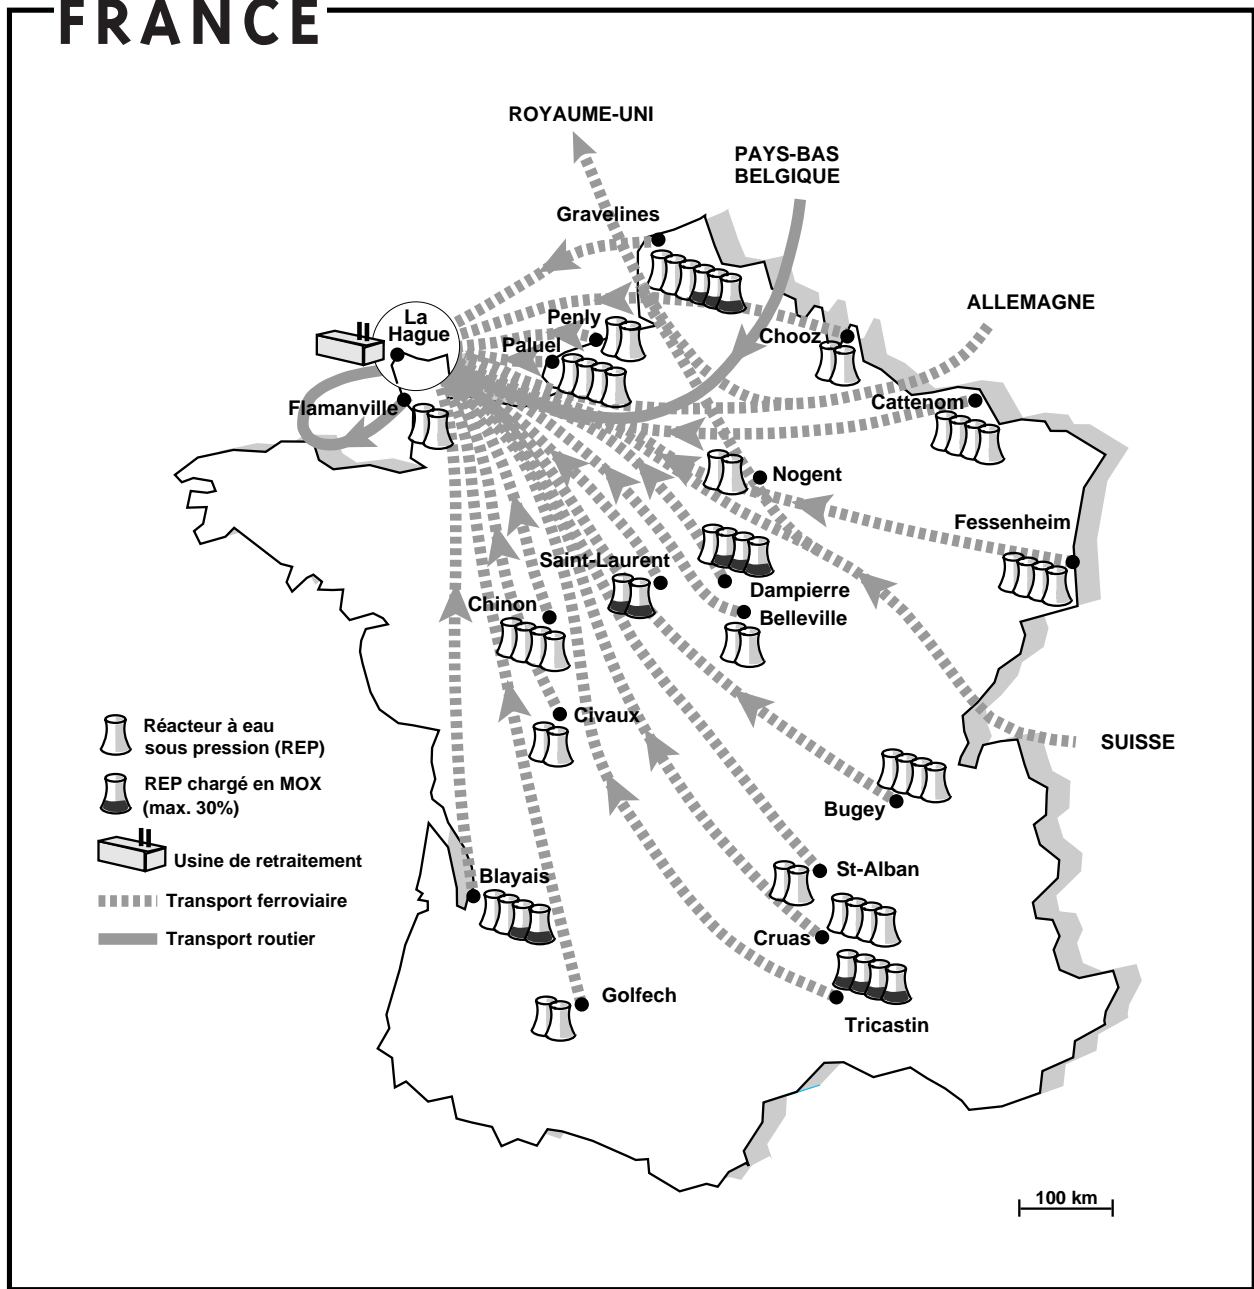 FRANCE
ROYAUME-UNI
PAYS-BAS
BELGIQUE
Gravelines
ALLEMAGNE
La
Hague
Penly
Chooz
Paluel
Cattenom
Flamanville
Nogent
Fessenheim
Saint-Laurent
Dampierre
Chinon
Belleville
Civaux
SUISSE
Réacteur à eau
sous pression (REP)
REP chargé en MOX
(max. 30%)
Usine de retraitement
Transport ferroviaire
Transport routier
Bugey
St-Alban
Blayais
Cruas
Golfech
Tricastin
100 km